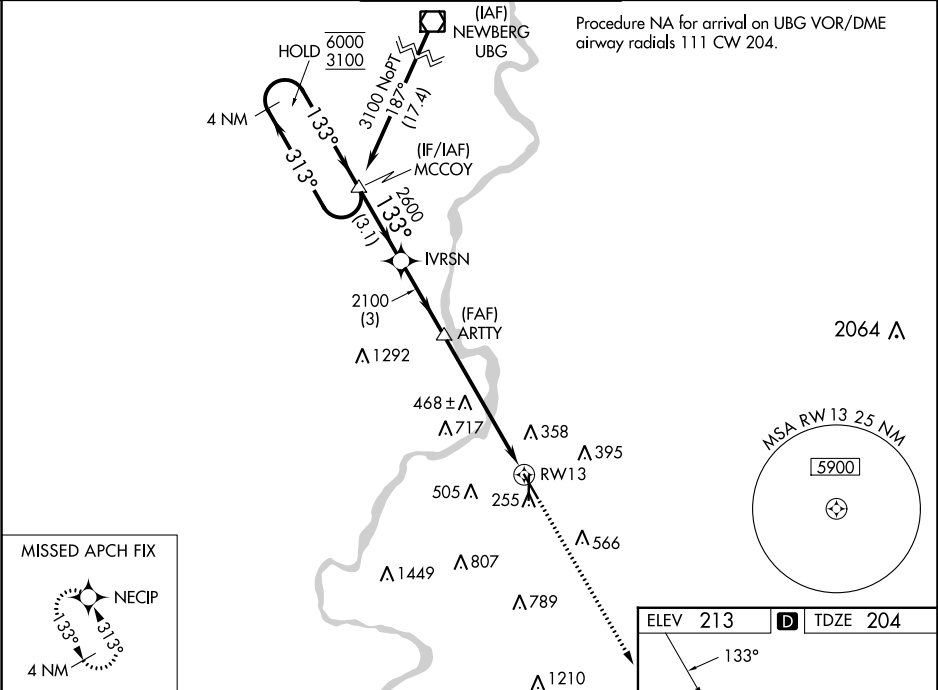 (IAF)
NEWBERG
UBG
Procedure NA for arrival on UBG VOR/DME
airway radials 111 CW 204.
HOLD 6000
3100
3100 NoPT
187°
(17.4)
4 NM
133°
313°
(IF/IAF)
MCCOY
2600
133°
(3.1)
IVRSN
2100
(3)
(FAF)
ARTTY
2064
1292
468 ±
717
358
395
MSA RW 13 25 NM
5900
RW13
505
255
566
1449
807
789
1210
MISSED APCH FIX
NECIP
133°
313°
4 NM
ELEV 213 D TDZE 204
133°